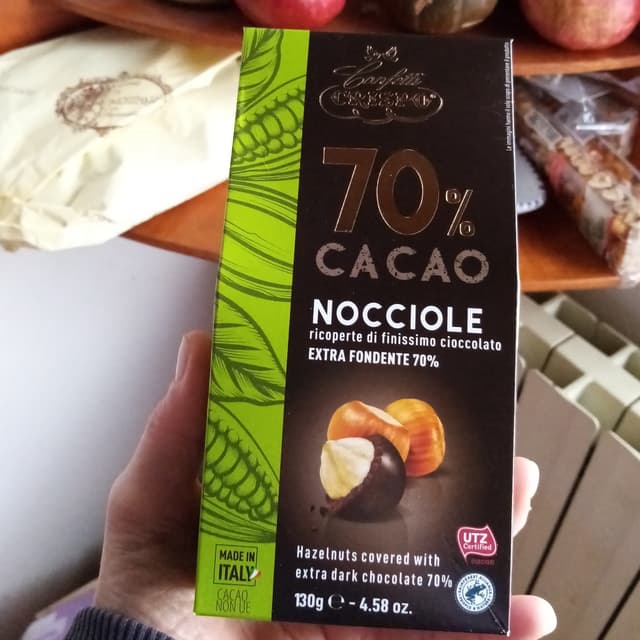 Confetti
CRISPO
70%
CACAO
NOCCIOLE
ricoperte di finissimo cioccolato
EXTRA FONDENTE 70%
UTZ
Certified
Hazelnuts covered with
extra dark chocolate 70%
130g ℮ - 4.58 oz.
MADE IN
ITALY
CACAO
NON UE